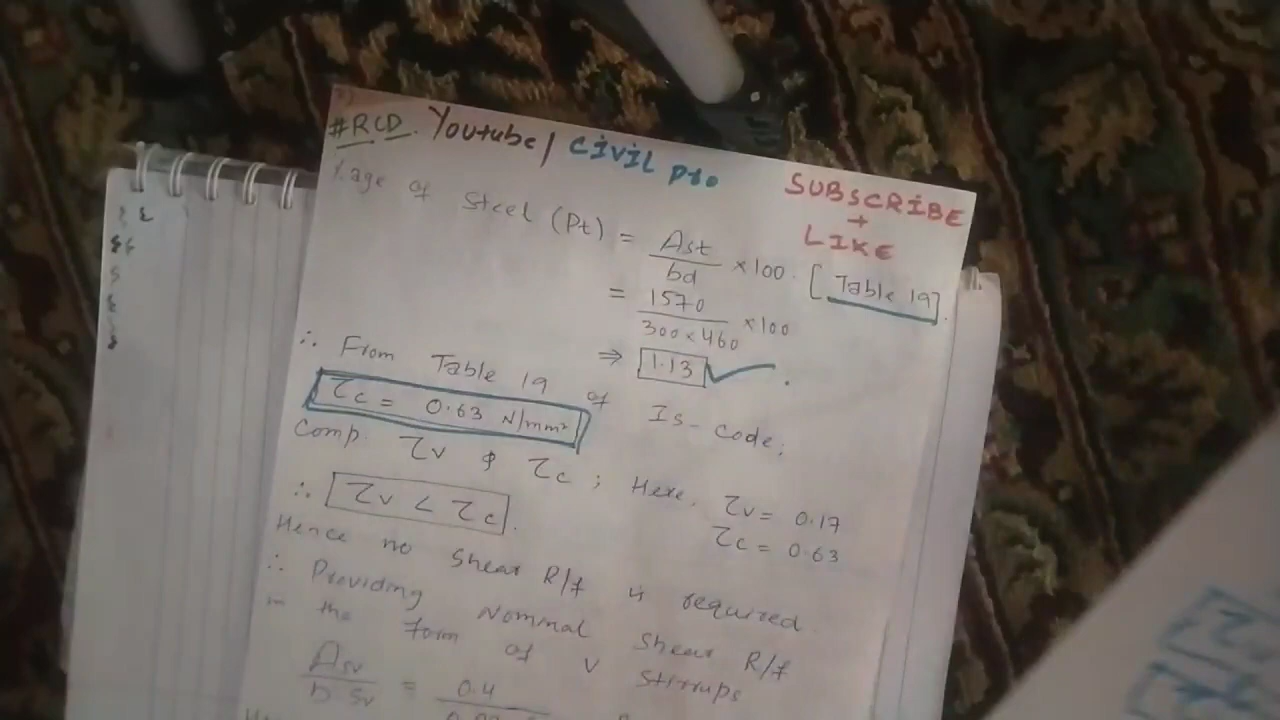 #RCD. Youtube/ CIVIL Pro
SUBSCRIBE
+
LIKE
%age of Steel (Pt) = Ast/bd × 100. [Table 19].
= 1570/300×460 ×100
⇒ 1.13 ✓.
∴ From Table 19 of Is-code;
τc = 0.63 N/mm²
Comp. τv & τc ; Here, τv = 0.17
τc = 0.63
∴ τv < τc.
Hence no shear R/f is required.
∴ Providing Nommal shear R/f
in the form of V stirrups
Asv/b.Sv = 0.4/